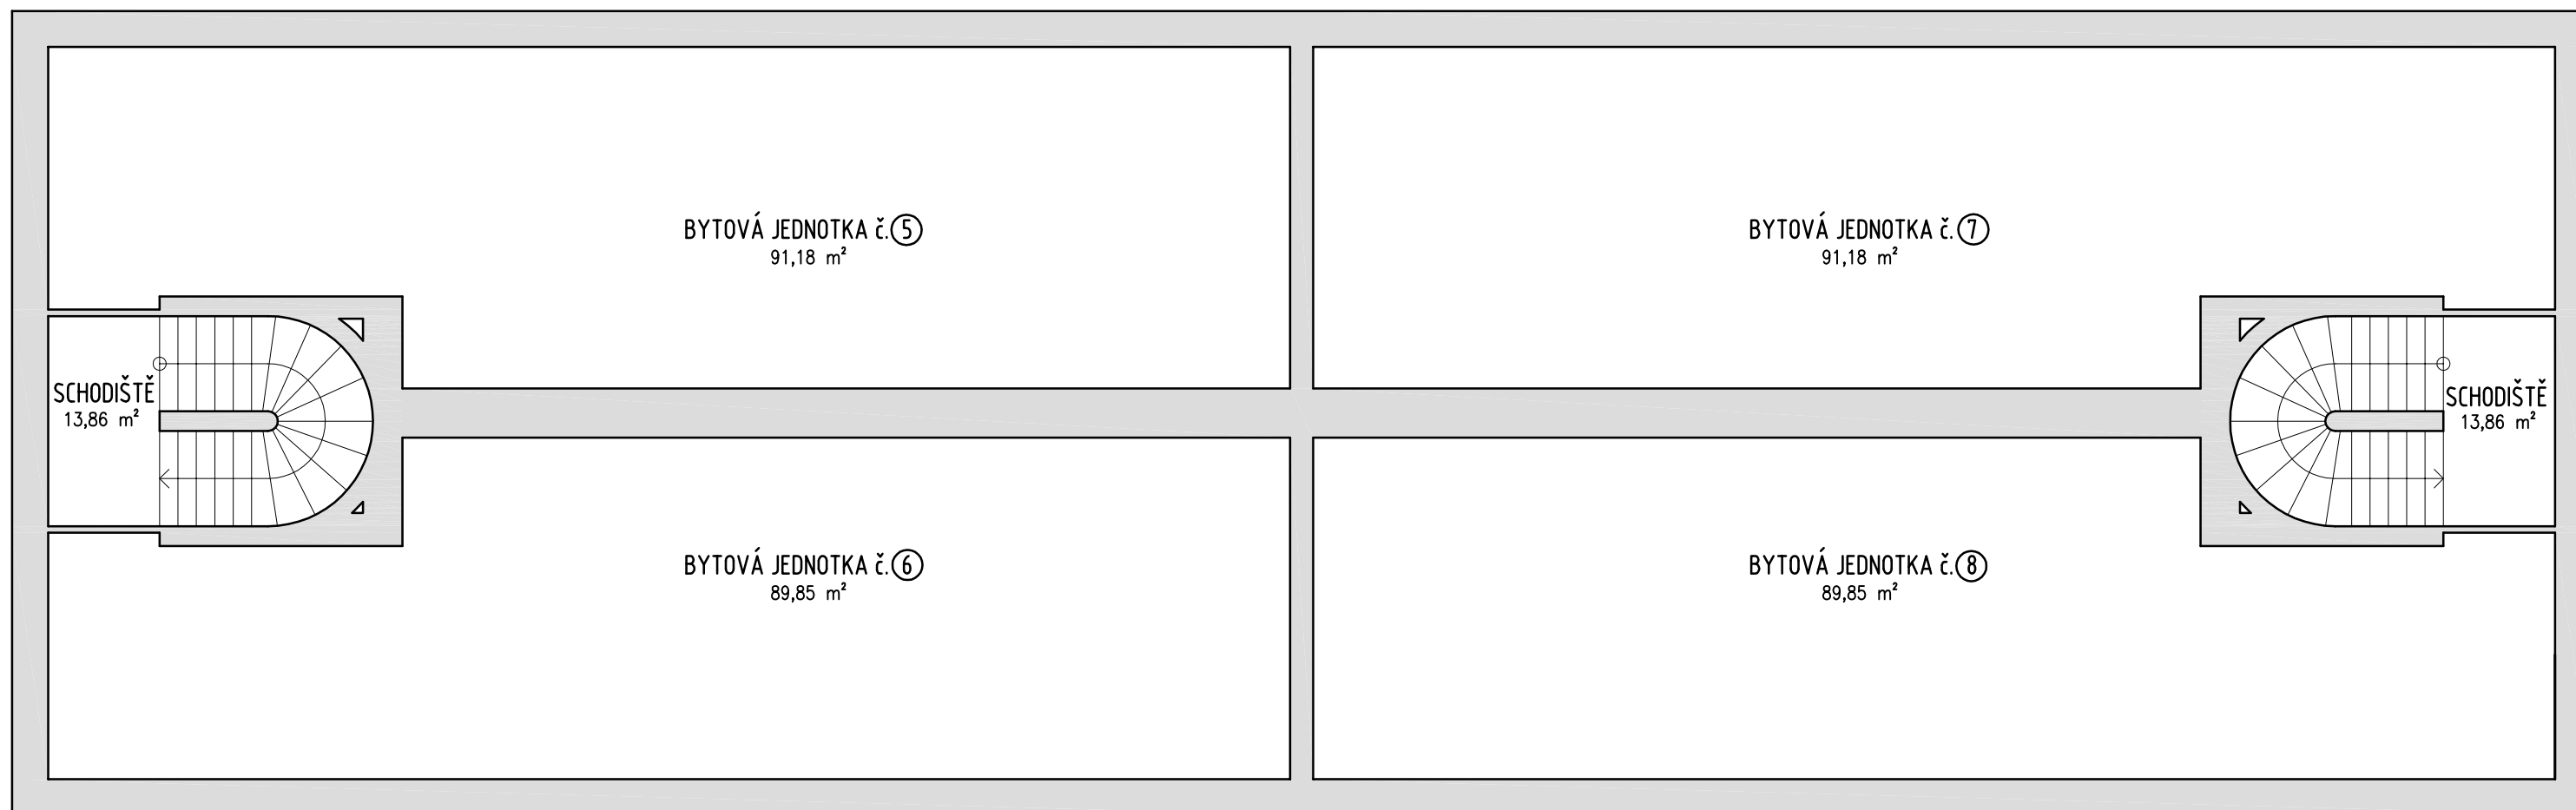 BYTOVÁ JEDNOTKA č. 5
91,18 m²
BYTOVÁ JEDNOTKA č. 7
91,18 m²
SCHODIŠTĚ
13,86 m²
SCHODIŠTĚ
13,86 m²
BYTOVÁ JEDNOTKA č. 6
89,85 m²
BYTOVÁ JEDNOTKA č. 8
89,85 m²